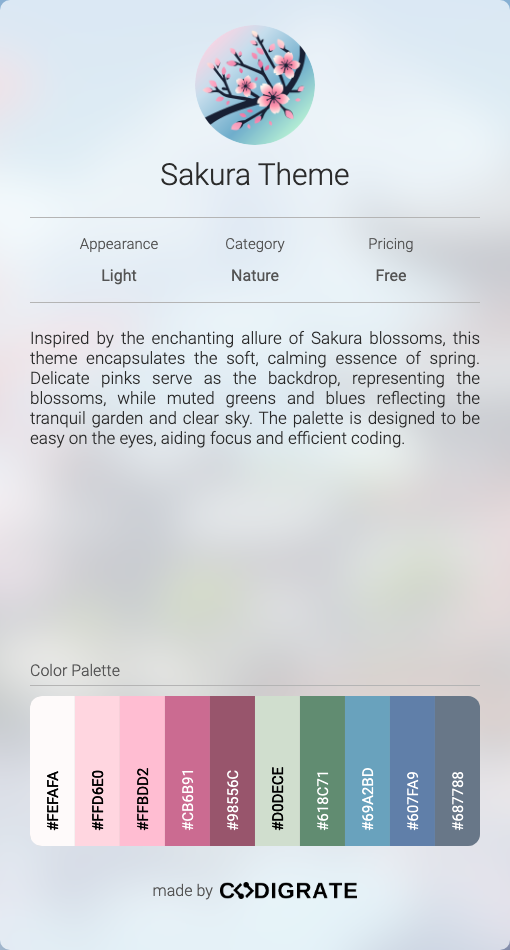 Sakura Theme
Appearance Category Pricing
Light Nature Free
Inspired by the enchanting allure of Sakura blossoms, this
theme encapsulates the soft, calming essence of spring.
Delicate pinks serve as the backdrop, representing the
blossoms, while muted greens and blues reflecting the
tranquil garden and clear sky. The palette is designed to be
easy on the eyes, aiding focus and efficient coding.
Color Palette
#FEFAFA
#FFD6E0
#FFBDD2
#CB6B91
#98556C
#D0DECE
#618C71
#69A2BD
#607FA9
#687788
made by CODIGRATE